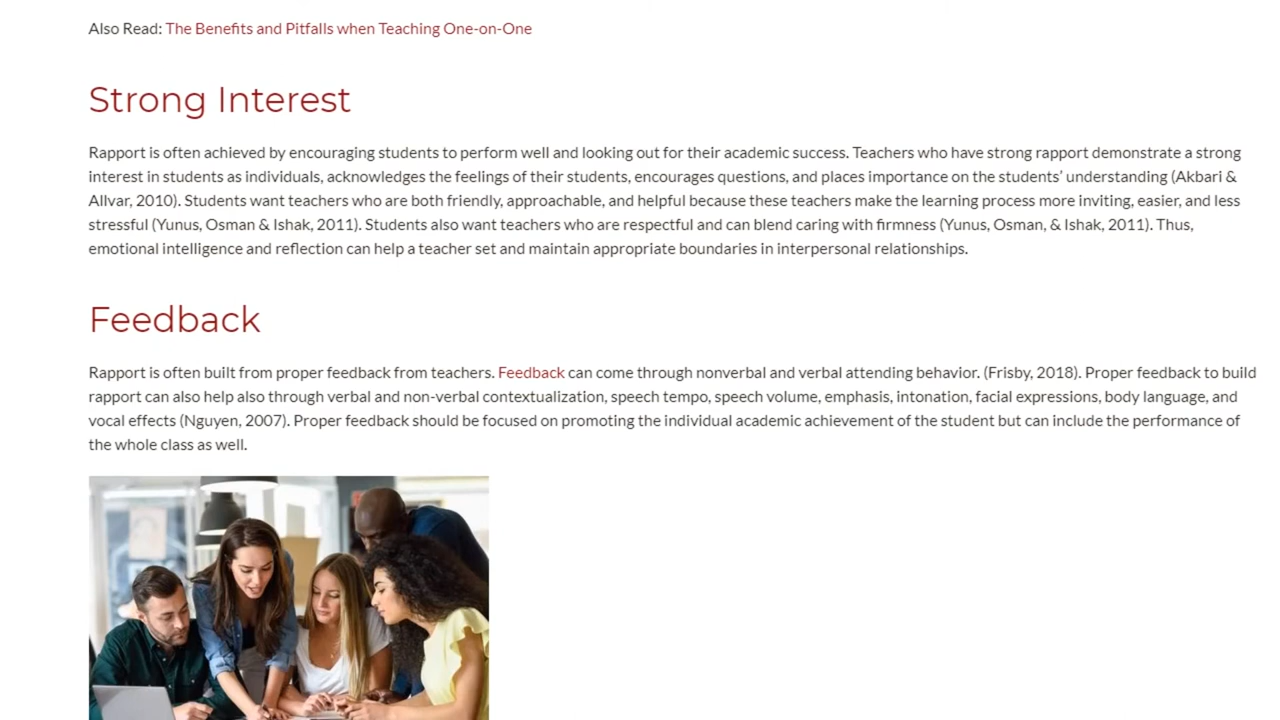 Also Read: The Benefits and Pitfalls when Teaching One-on-One
Strong Interest
Rapport is often achieved by encouraging students to perform well and looking out for their academic success. Teachers who have strong rapport demonstrate a strong
interest in students as individuals, acknowledges the feelings of their students, encourages questions, and places importance on the students' understanding (Akbari &
Allvar, 2010). Students want teachers who are both friendly, approachable, and helpful because these teachers make the learning process more inviting, easier, and less
stressful (Yunus, Osman & Ishak, 2011). Students also want teachers who are respectful and can blend caring with firmness (Yunus, Osman, & Ishak, 2011). Thus,
emotional intelligence and reflection can help a teacher set and maintain appropriate boundaries in interpersonal relationships.
Feedback
Rapport is often built from proper feedback from teachers. Feedback can come through nonverbal and verbal attending behavior. (Frisby, 2018). Proper feedback to build
rapport can also help also through verbal and non-verbal contextualization, speech tempo, speech volume, emphasis, intonation, facial expressions, body language, and
vocal effects (Nguyen, 2007). Proper feedback should be focused on promoting the individual academic achievement of the student but can include the performance of
the whole class as well.